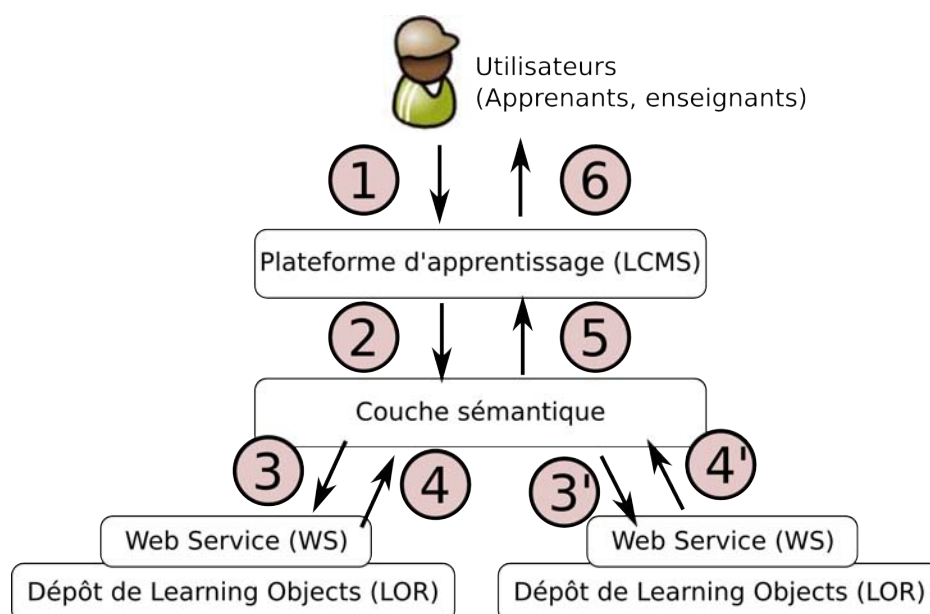 Utilisateurs
(Apprenants, enseignants)
1
6
Plateforme d'apprentissage (LCMS)
2
5
Couche sémantique
3
4
3'
4'
Web Service (WS)
Web Service (WS)
Dépôt de Learning Objects (LOR)
Dépôt de Learning Objects (LOR)